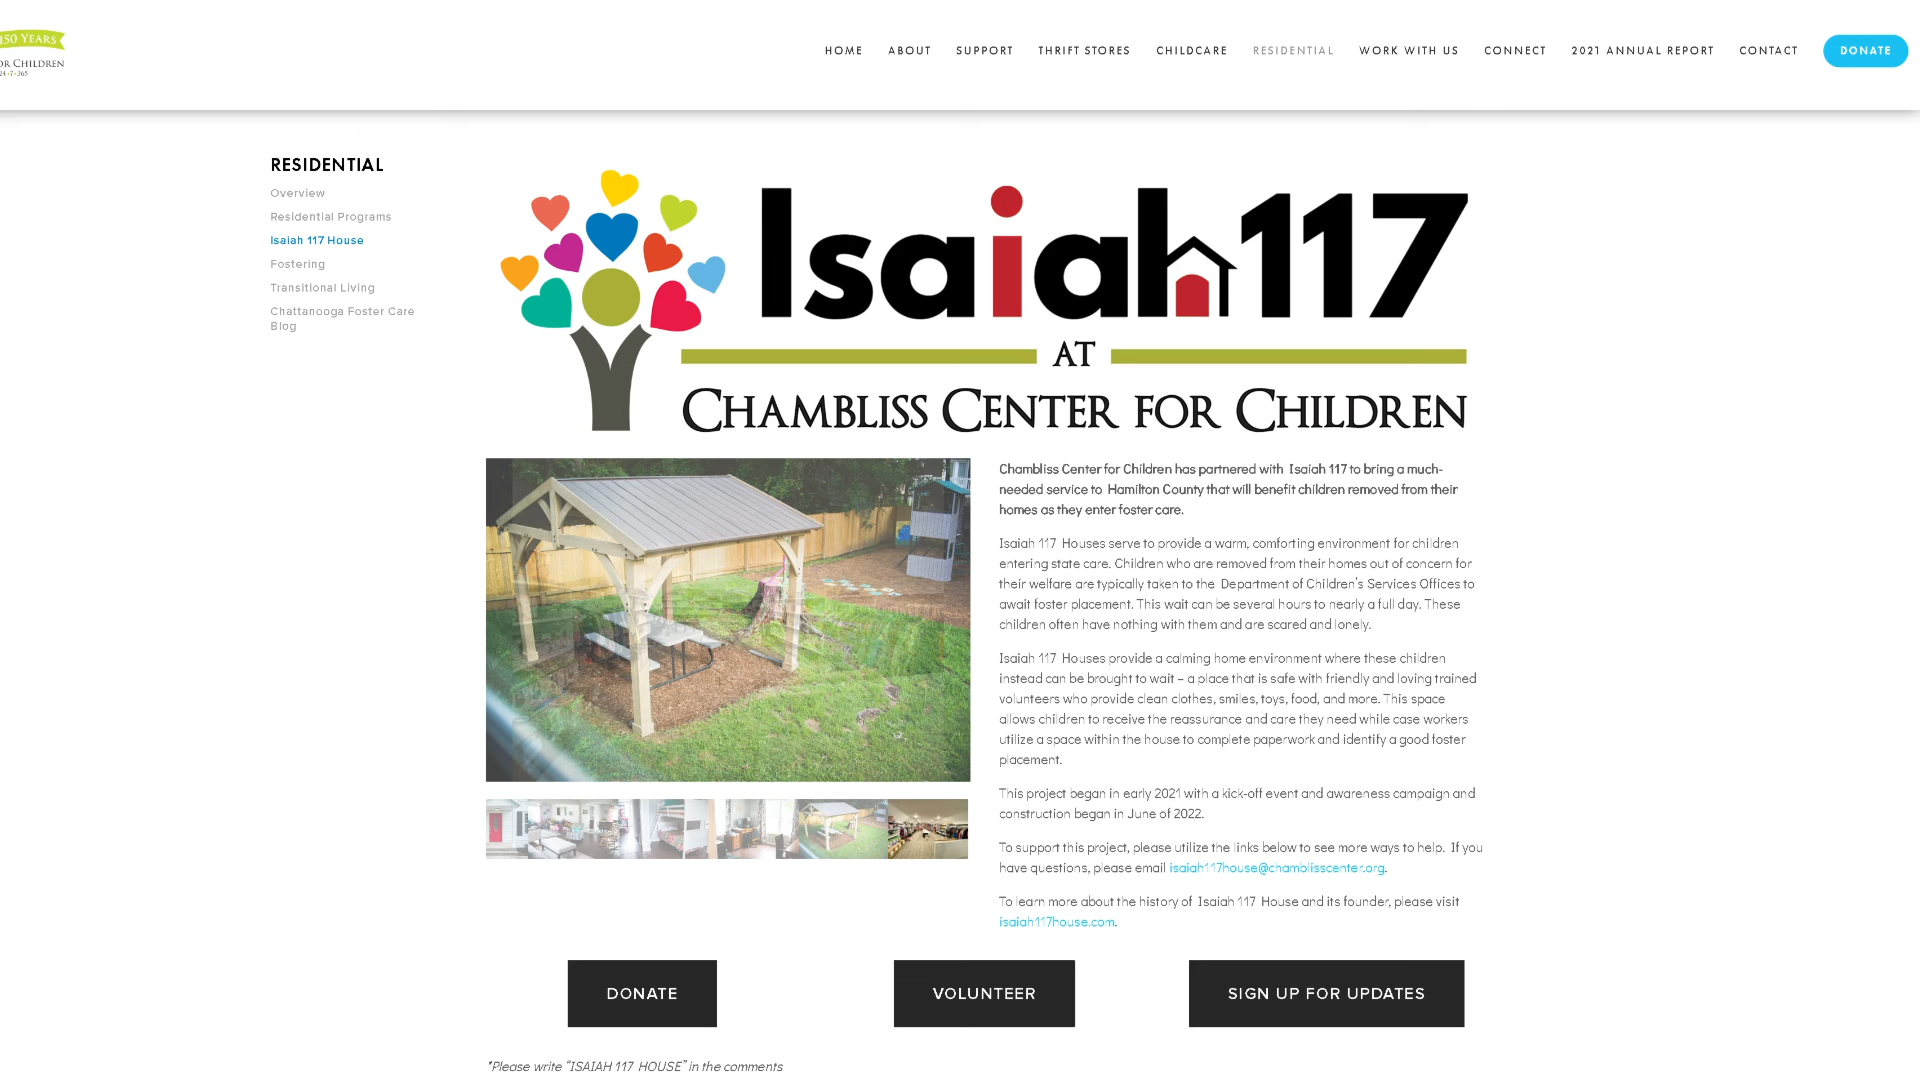 150 YEARS
OR CHILDREN
24-7-365
HOME ABOUT SUPPORT THRIFT STORES CHILDCARE RESIDENTIAL WORK WITH US CONNECT 2021 ANNUAL REPORT CONTACT DONATE
RESIDENTIAL
Overview
Residential Programs
Isaiah 117 House
Fostering
Transitional Living
Chattanooga Foster Care
Blog
Isaiah117
AT
CHAMBLISS CENTER FOR CHILDREN
Chambliss Center for Children has partnered with Isaiah 117 to bring a much-
needed service to Hamilton County that will benefit children removed from their
homes as they enter foster care.
Isaiah 117 Houses serve to provide a warm, comforting environment for children
entering state care. Children who are removed from their homes out of concern for
their welfare are typically taken to the Department of Children's Services Offices to
await foster placement. This wait can be several hours to nearly a full day. These
children often have nothing with them and are scared and lonely.
Isaiah 117 Houses provide a calming home environment where these children
instead can be brought to wait – a place that is safe with friendly and loving trained
volunteers who provide clean clothes, smiles, toys, food, and more. This space
allows children to receive the reassurance and care they need while case workers
utilize a space within the house to complete paperwork and identify a good foster
placement.
This project began in early 2021 with a kick-off event and awareness campaign and
construction began in June of 2022.
To support this project, please utilize the links below to see more ways to help. If you
have questions, please email isaiah117house@chamblisscenter.org.
To learn more about the history of Isaiah 117 House and its founder, please visit
isaiah117house.com.
DONATE
VOLUNTEER
SIGN UP FOR UPDATES
*Please write “ISAIAH 117 HOUSE” in the comments